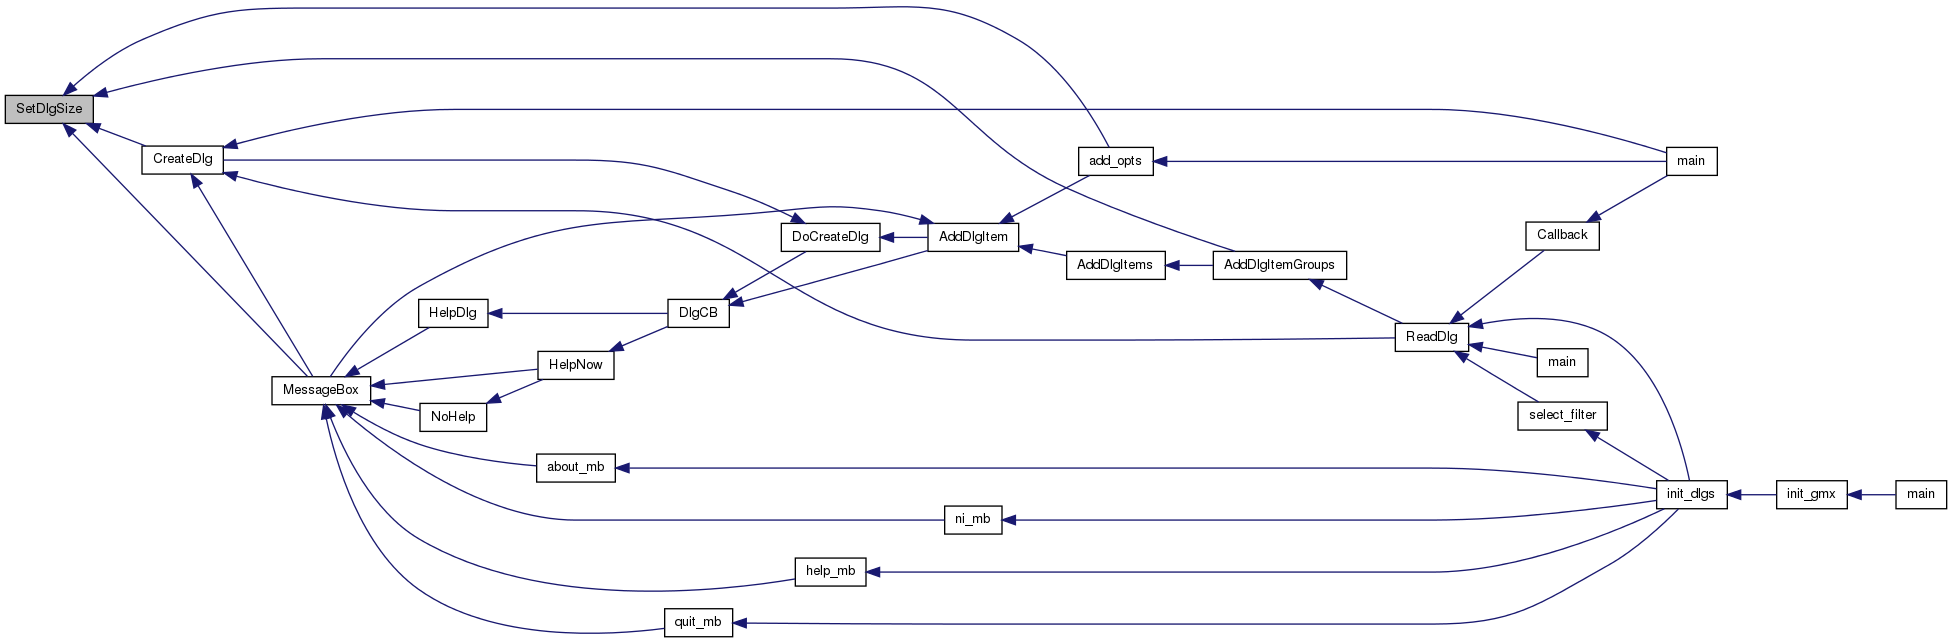 SetDlgSize
CreateDlg
add_opts
main
DoCreateDlg
AddDlgItem
Callback
AddDlgItems
AddDlgItemGroups
HelpDlg
DlgCB
ReadDlg
HelpNow
main
MessageBox
NoHelp
select_filter
about_mb
init_dlgs
init_gmx
main
ni_mb
help_mb
quit_mb